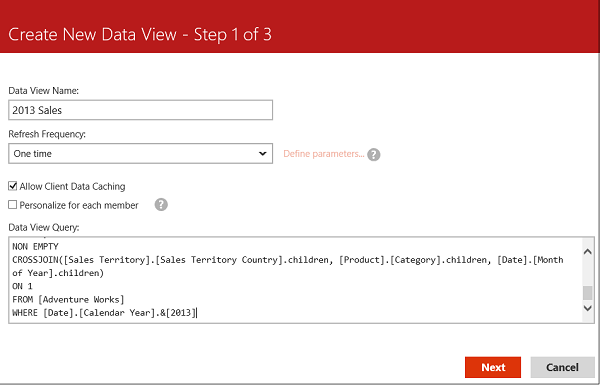 Create New Data View - Step 1 of 3
Data View Name:
2013 Sales
Refresh Frequency:
One time
Define parameters... ?
Allow Client Data Caching
Personalize for each member ?
Data View Query:
NON EMPTY
CROSSJOIN([Sales Territory].[Sales Territory Country].children, [Product].[Category].children, [Date].[Month
of Year].children)
ON 1
FROM [Adventure Works]
WHERE [Date].[Calendar Year].&[2013]
Next
Cancel